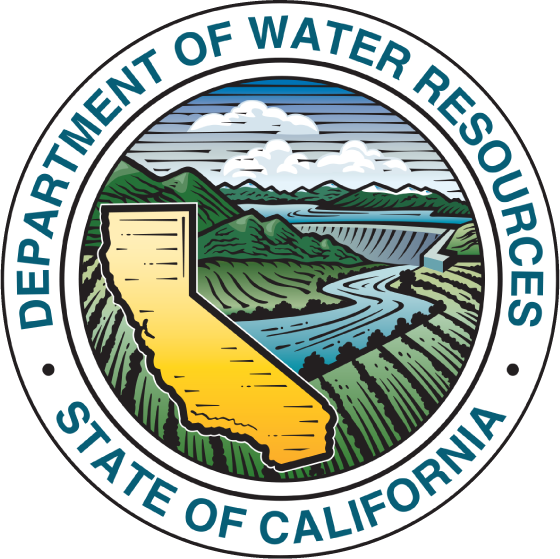 DEPARTMENT OF WATER RESOURCES
STATE OF CALIFORNIA